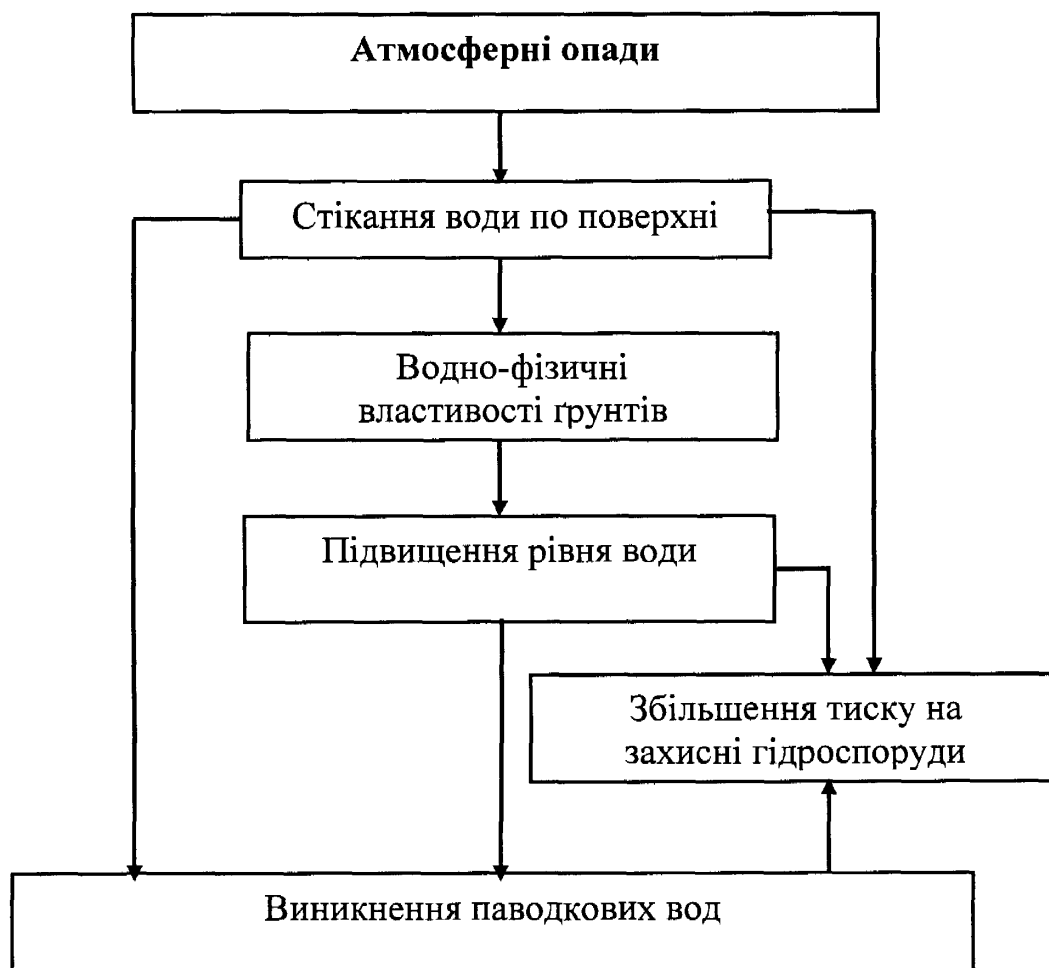 Атмосферні опади
Стікання води по поверхні
Водно-фізичні
властивості ґрунтів
Підвищення рівня води
Збільшення тиску на
захисні гідроспоруди
Виникнення паводкових вод